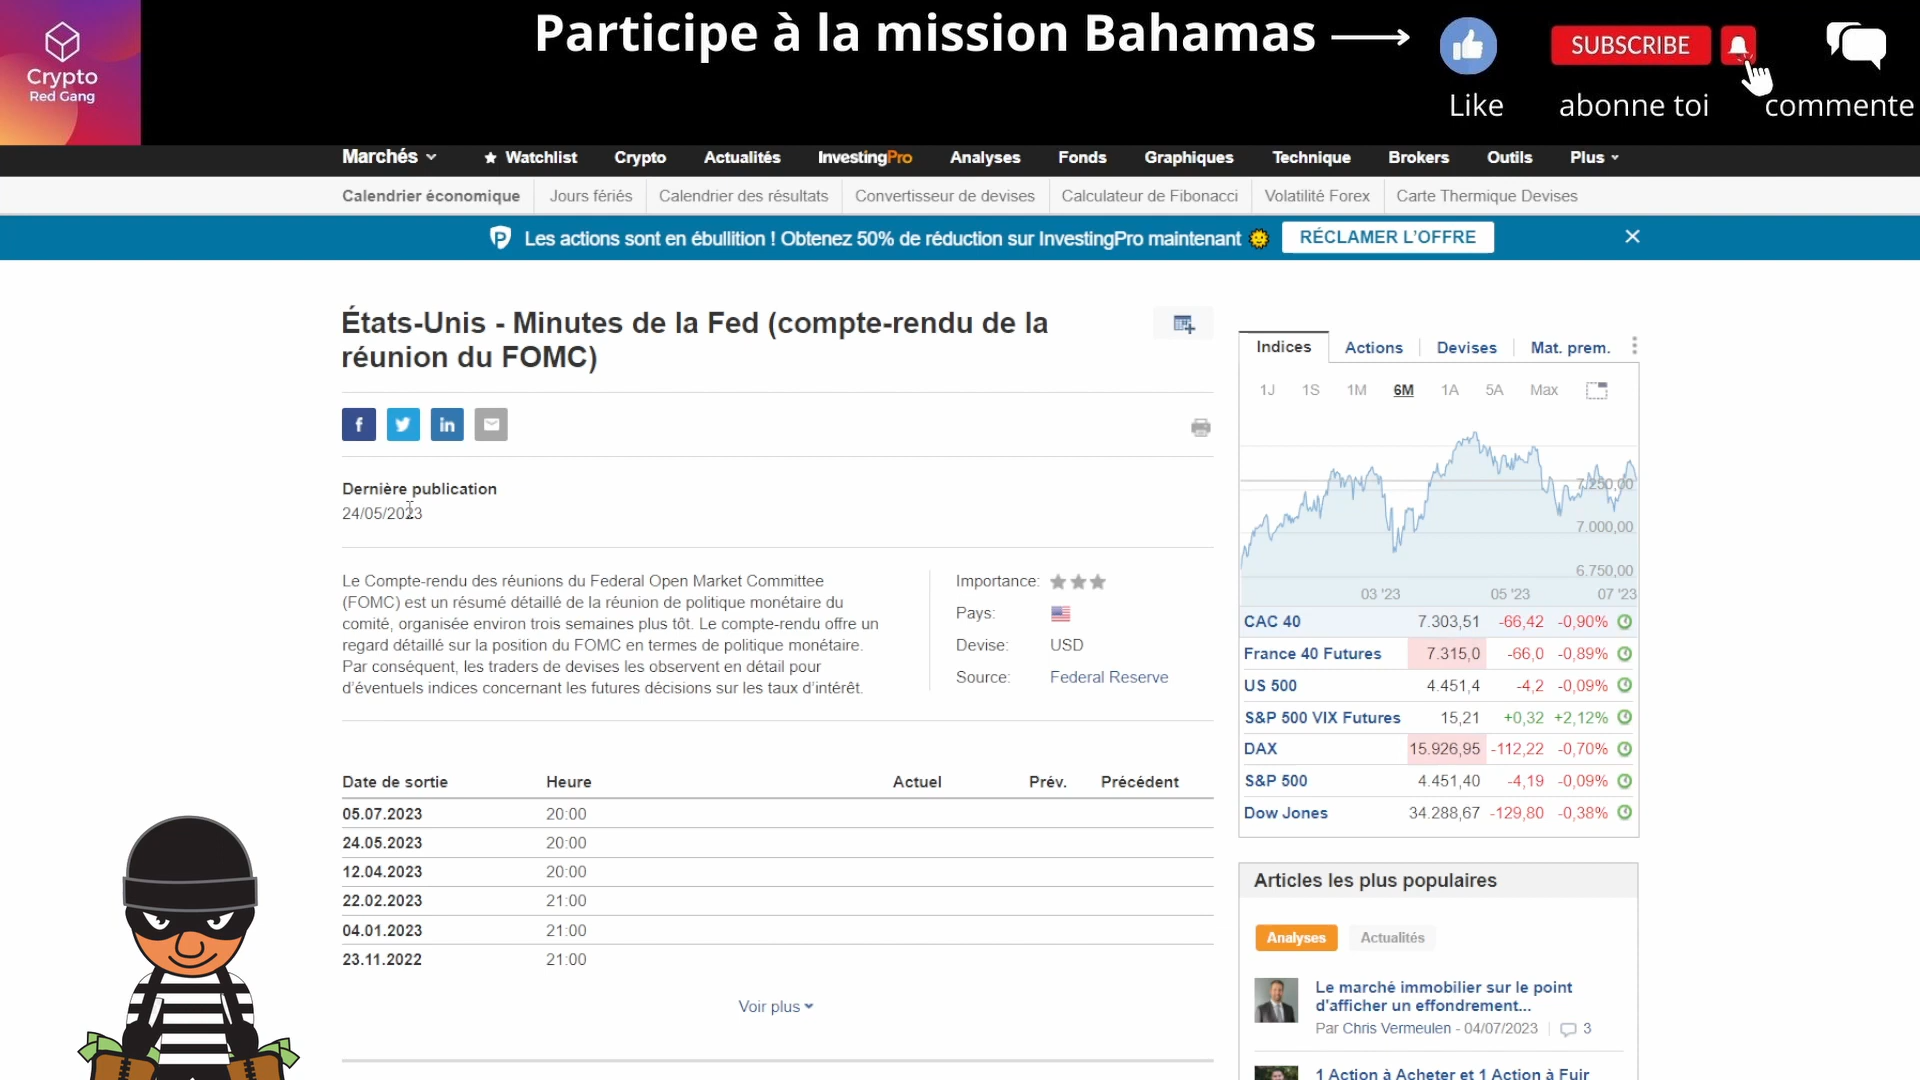 Participe à la mission Bahamas
Crypto
Red Gang
SUBSCRIBE
Like
abonne toi
commente
Marchés
Watchlist
Crypto
Actualités
InvestingPro
Analyses
Fonds
Graphiques
Technique
Brokers
Outils
Plus
Calendrier économique
Jours fériés
Calendrier des résultats
Convertisseur de devises
Calculateur de Fibonacci
Volatilité Forex
Carte Thermique Devises
Les actions sont en ébullition ! Obtenez 50% de réduction sur InvestingPro maintenant
RÉCLAMER L'OFFRE
États-Unis - Minutes de la Fed (compte-rendu de la
réunion du FOMC)
Dernière publication
24/05/2023
Le Compte-rendu des réunions du Federal Open Market Committee
(FOMC) est un résumé détaillé de la réunion de politique monétaire du
comité, organisée environ trois semaines plus tôt. Le compte-rendu offre un
regard détaillé sur la position du FOMC en termes de politique monétaire.
Par conséquent, les traders de devises les observent en détail pour
d'éventuels indices concernant les futures décisions sur les taux d'intérêt.
Importance:
Pays:
Devise: USD
Source: Federal Reserve
Date de sortie Heure Actuel Prév. Précédent
05.07.2023 20:00
24.05.2023 20:00
12.04.2023 20:00
22.02.2023 21:00
04.01.2023 21:00
23.11.2022 21:00
Voir plus
Indices Actions Devises Mat. prem.
1J 1S 1M 6M 1A 5A Max
7.250,00
7.000,00
6.750,00
03 '23 05 '23 07 '23
CAC 40 7.303,51 -66,42 -0,90%
France 40 Futures 7.315,0 -66,0 -0,89%
US 500 4.451,4 -4,2 -0,09%
S&P 500 VIX Futures 15,21 +0,32 +2,12%
DAX 15.926,95 -112,22 -0,70%
S&P 500 4.451,40 -4,19 -0,09%
Dow Jones 34.288,67 -129,80 -0,38%
Articles les plus populaires
Analyses Actualités
Le marché immobilier sur le point
d'afficher un effondrement...
Par Chris Vermeulen - 04/07/2023 3
1 Action à Acheter et 1 Action à Fuir